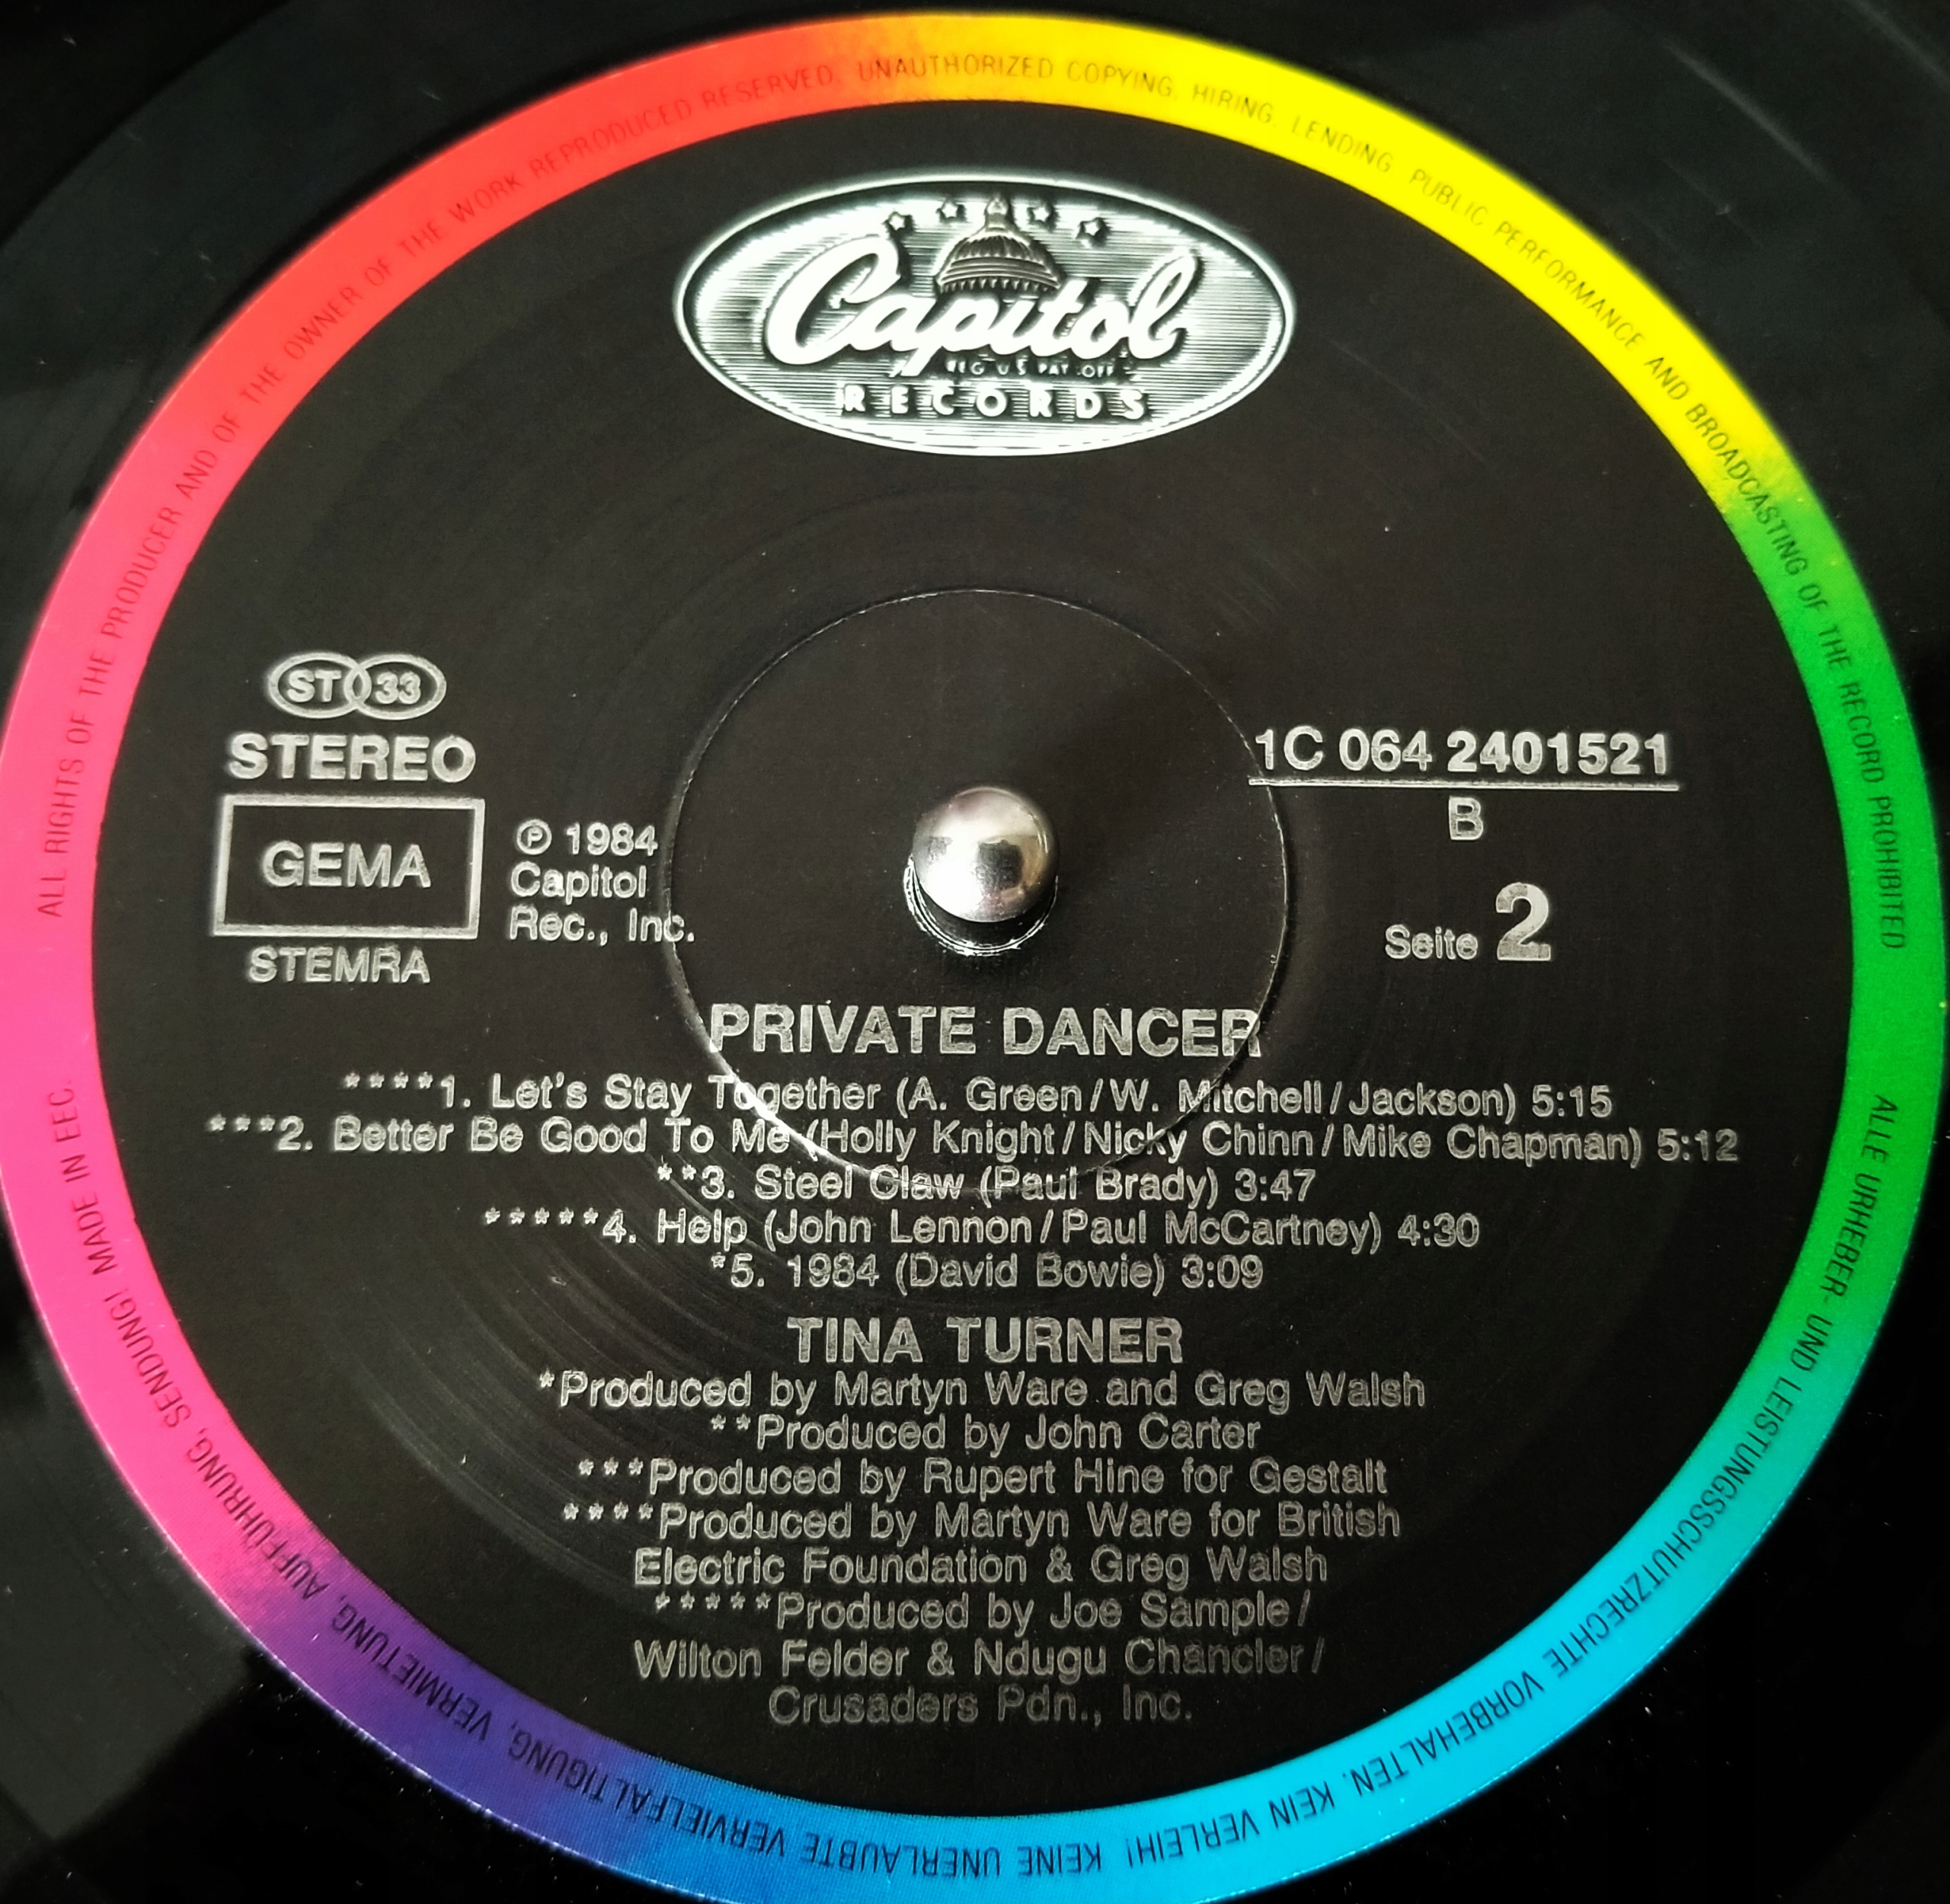 ALL RIGHTS OF THE PRODUCER AND OF THE OWNER OF THE WORK REPRODUCED RESERVED. UNAUTHORIZED COPYING, HIRING, LENDING, PUBLIC PERFORMANCE AND BROADCASTING OF THE RECORD PROHIBITED
Capitol
REG U S PAT OFF
RECORDS
ST 33
STEREO
GEMA
STEMRA
℗ 1984
Capitol
Rec., Inc.
1C 064 2401521
B
Seite 2
PRIVATE DANCER
****1. Let's Stay Together (A. Green/W. Mitchell/Jackson) 5:15
***2. Better Be Good To Me (Holly Knight/Nicky Chinn/Mike Chapman) 5:12
**3. Steel Claw (Paul Brady) 3:47
*****4. Help (John Lennon/Paul McCartney) 4:30
*5. 1984 (David Bowie) 3:09
TINA TURNER
*Produced by Martyn Ware and Greg Walsh
**Produced by John Carter
***Produced by Rupert Hine for Gestalt
****Produced by Martyn Ware for British
Electric Foundation & Greg Walsh
*****Produced by Joe Sample/
Wilton Felder & Ndugu Chancler/
Crusaders Pdn., Inc.
ALLE URHEBER- UND LEISTUNGSSCHUTZRECHTE VORBEHALTEN. KEIN VERLEIH! KEINE UNERLAUBTE VERVIELFÄLTIGUNG, VERMIETUNG, AUFFÜHRUNG, SENDUNG! MADE IN EEC.